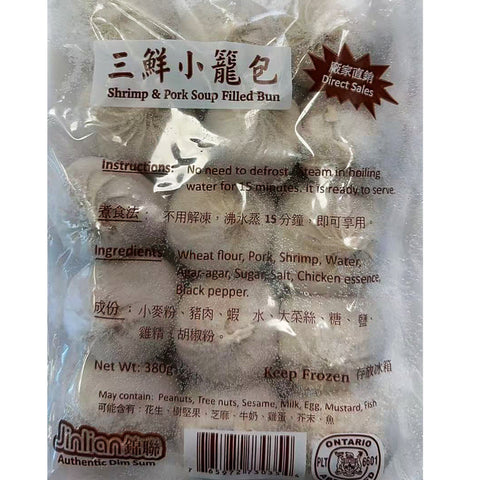 三鮮小籠包
Shrimp & Pork Soup Filled Bun
廠家直銷
Direct Sales
Instructions: No need to defrost. Steam in boiling
water for 15 minutes. It is ready to serve.
煮食法： 不用解凍，沸水蒸 15 分鐘，即可享用。
Ingredients: Wheat flour, Pork, Shrimp, Water,
Agar-agar, Sugar, Salt, Chicken essence,
Black pepper.
成份： 小麥粉、豬肉、蝦 水、大菜絲、糖、鹽、
雞精、胡椒粉。
Net Wt: 380g
Keep Frozen 存放冰箱
May contain: Peanuts, Tree nuts, Sesame, Milk, Egg, Mustard, Fish
可能含有：花生、樹堅果、芝麻、牛奶、雞蛋、芥末、魚
Jinlian 錦聯
Authentic Dim Sum
ONTARIO
PLT 6601